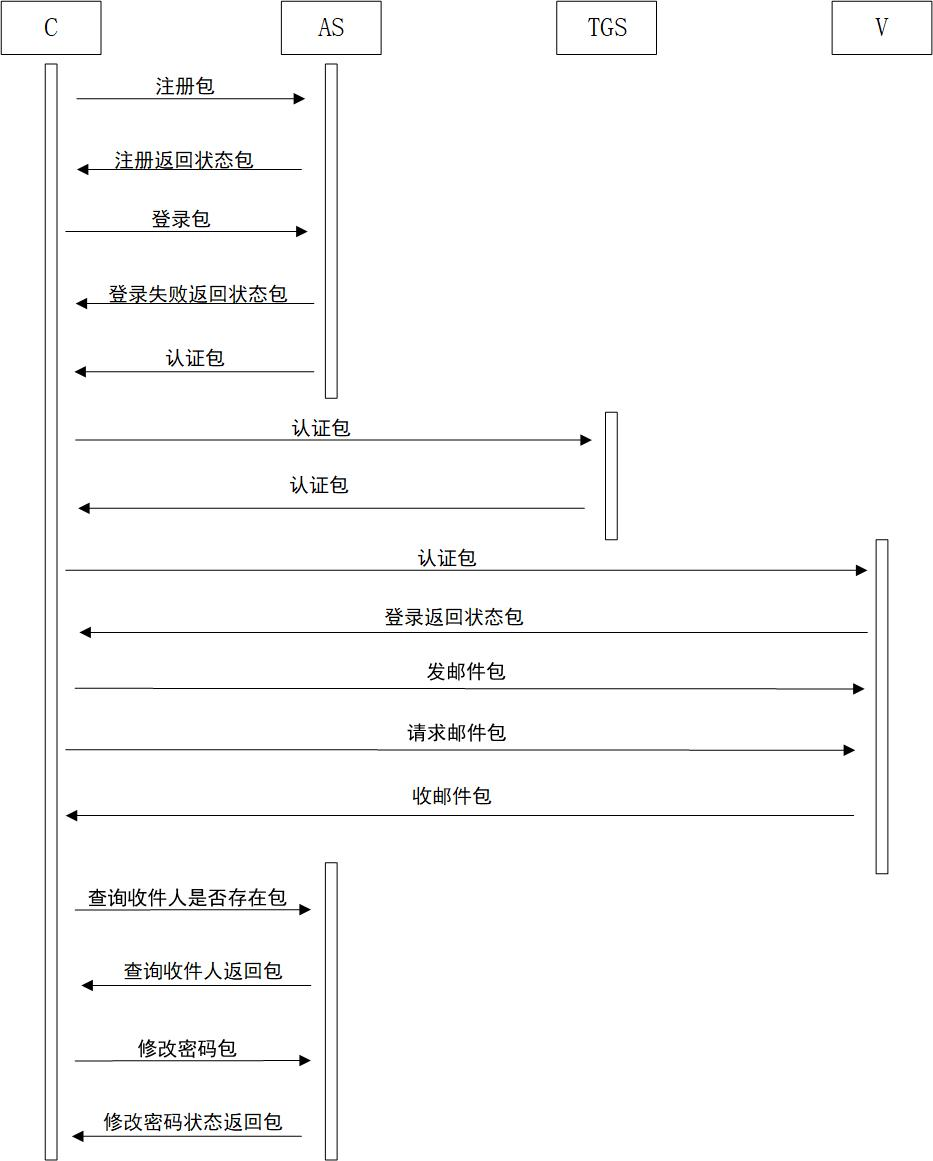 C
AS
TGS
V
注册包
注册返回状态包
登录包
登录失败返回状态包
认证包
认证包
认证包
认证包
登录返回状态包
发邮件包
请求邮件包
收邮件包
查询收件人是否存在包
查询收件人返回包
修改密码包
修改密码状态返回包